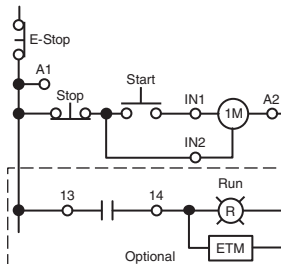 E-Stop
A1
Stop
Start
IN1
1M
A2
IN2
13
14
Run
R
ETM
Optional